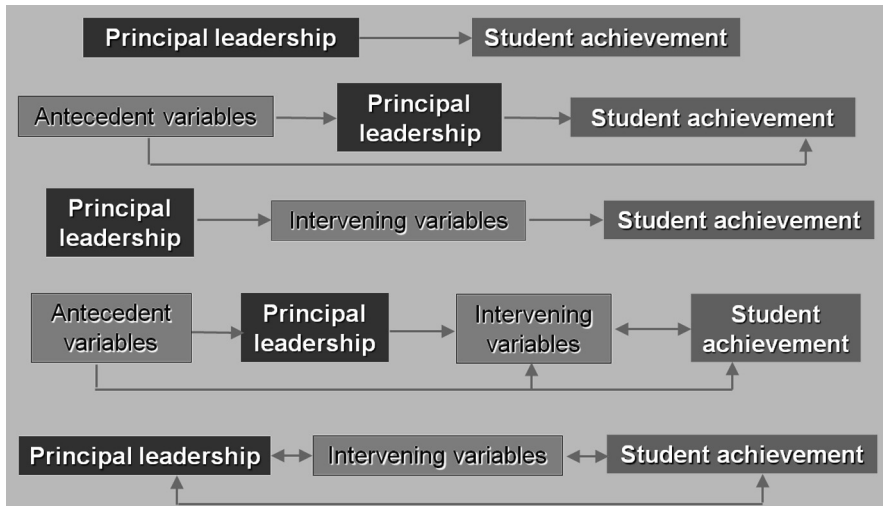 Principal leadership
Student achievement
Antecedent variables
Principal
leadership
Student achievement
Principal
leadership
Intervening variables
Student achievement
Antecedent
variables
Principal
leadership
Intervening
variables
Student
achievement
Principal leadership
Intervening variables
Student achievement